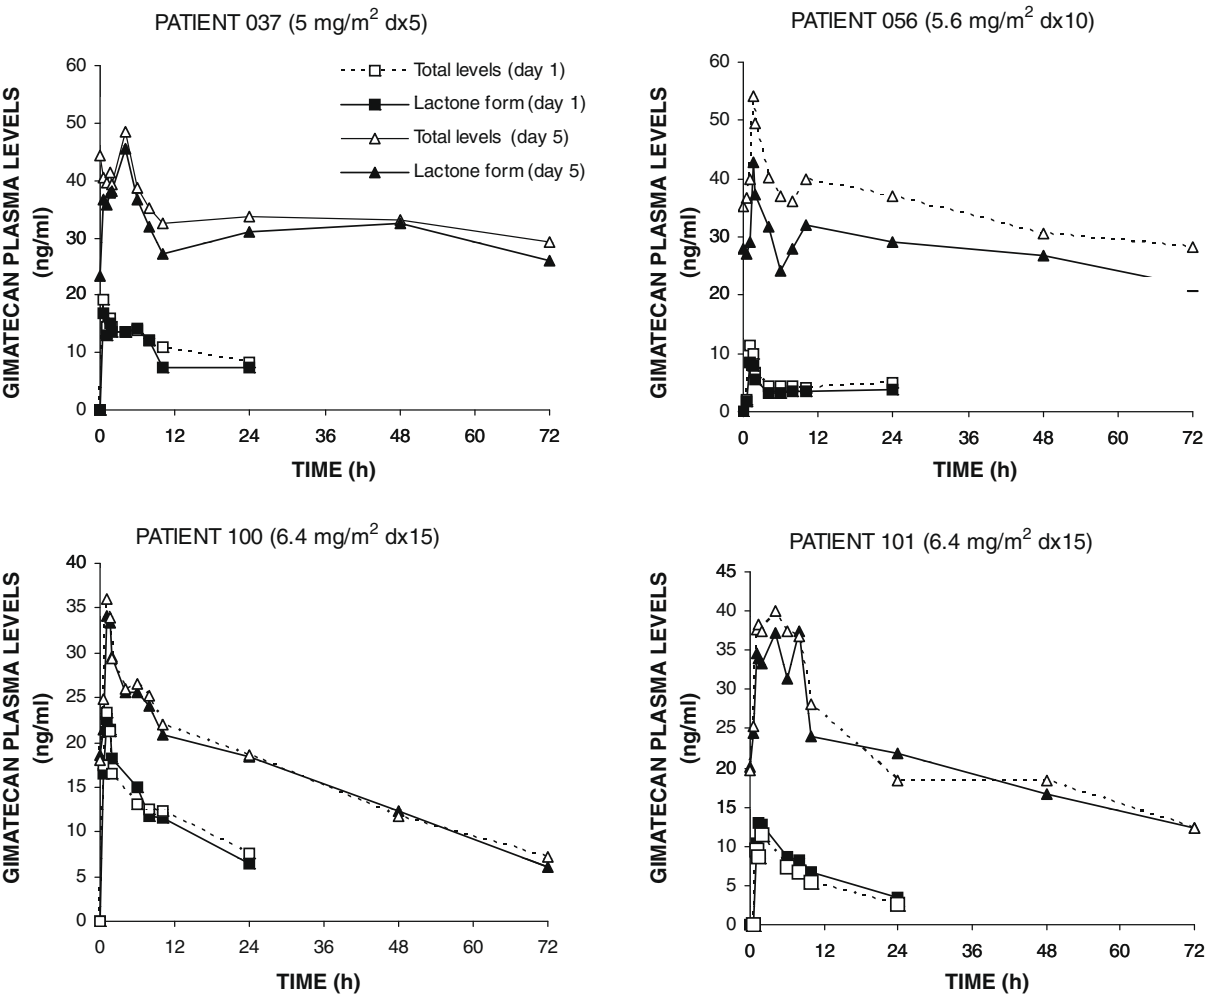 PATIENT 037 (5 mg/m² dx5)
GIMATECAN PLASMA LEVELS
(ng/ml)
60
50
40
30
20
10
0
0 12 24 36 48 60 72
TIME (h)
Total levels (day 1)
Lactone form (day 1)
Total levels (day 5)
Lactone form (day 5)
PATIENT 056 (5.6 mg/m² dx10)
GIMATECAN PLASMA LEVELS
(ng/ml)
60
50
40
30
20
10
0
0 12 24 36 48 60 72
TIME (h)
PATIENT 100 (6.4 mg/m² dx15)
GIMATECAN PLASMA LEVELS
(ng/ml)
40
35
30
25
20
15
10
5
0
0 12 24 36 48 60 72
TIME (h)
PATIENT 101 (6.4 mg/m² dx15)
GIMATECAN PLASMA LEVELS
(ng/ml)
45
40
35
30
25
20
15
10
5
0
0 12 24 36 48 60 72
TIME (h)